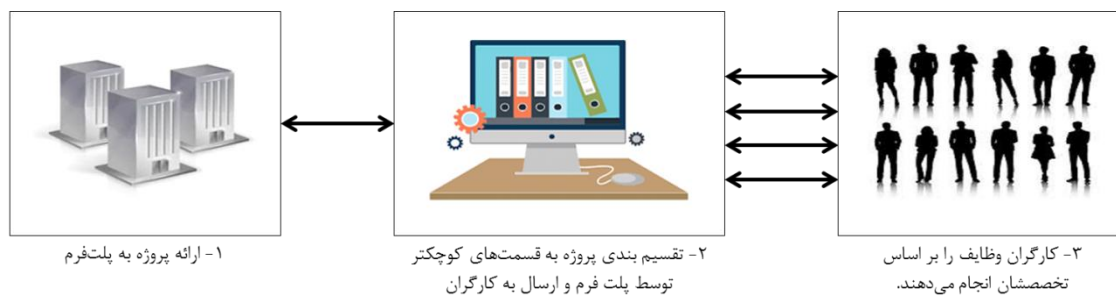 ۱- ارائه پروژه به پلت‌فرم
۲- تقسیم بندی پروژه به قسمت‌های کوچکتر
توسط پلت فرم و ارسال به کارگران
۳- کارگران وظایف را بر اساس
تخصصشان انجام می‌دهند.